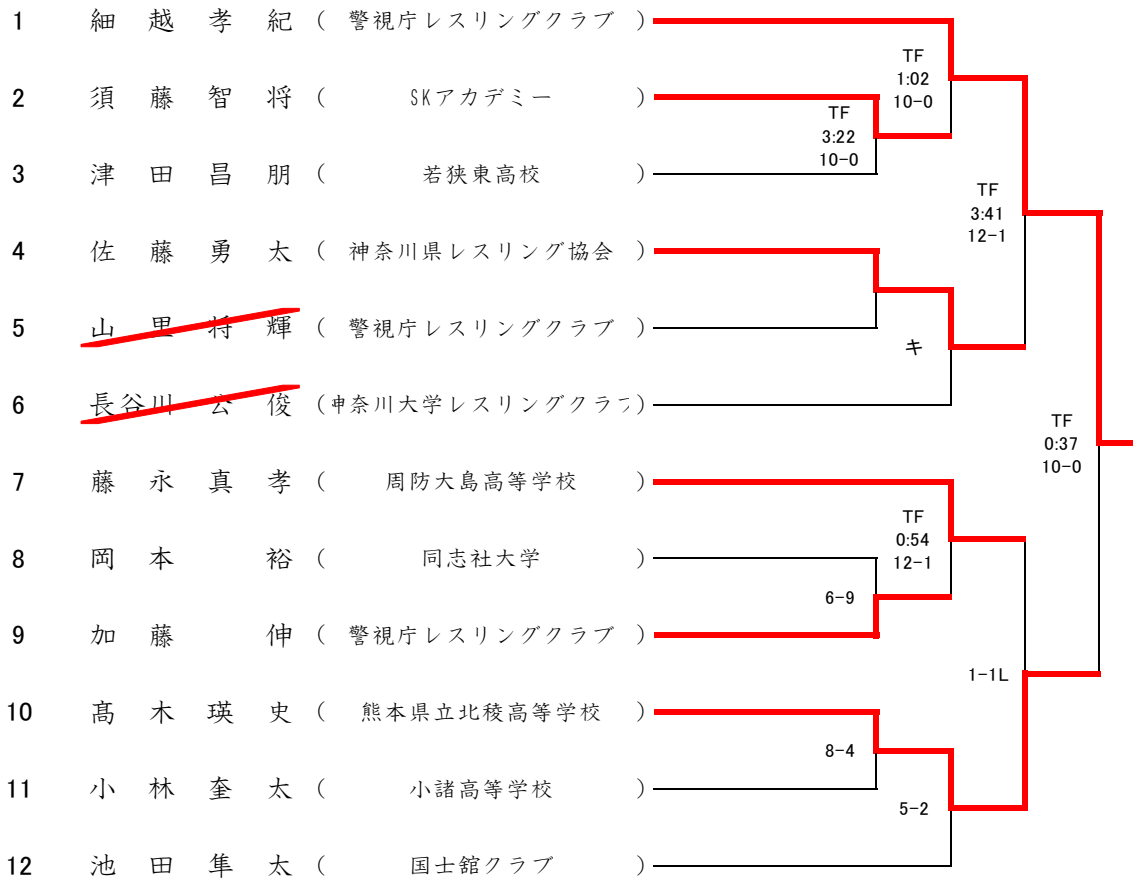 1 細越孝紀 ( 警視庁レスリングクラブ )
TF
1:02
10-0
2 須藤智将 ( SKアカデミー )
TF
3:22
10-0
3 津田昌朋 ( 若狭東高校 )
TF
3:41
12-1
4 佐藤勇太 ( 神奈川県レスリング協会 )
5 山里将輝 ( 警視庁レスリングクラブ )
キ
6 長谷川公俊 ( 奈川大学レスリングクラ )
TF
0:37
10-0
7 藤永真孝 ( 周防大島高等学校 )
TF
0:54
12-1
8 岡本裕 ( 同志社大学 )
6-9
9 加藤伸 ( 警視庁レスリングクラブ )
1-1L
10 髙木瑛史 ( 熊本県立北稜高等学校 )
8-4
11 小林奎太 ( 小諸高等学校 )
5-2
12 池田隼太 ( 国士舘クラブ )